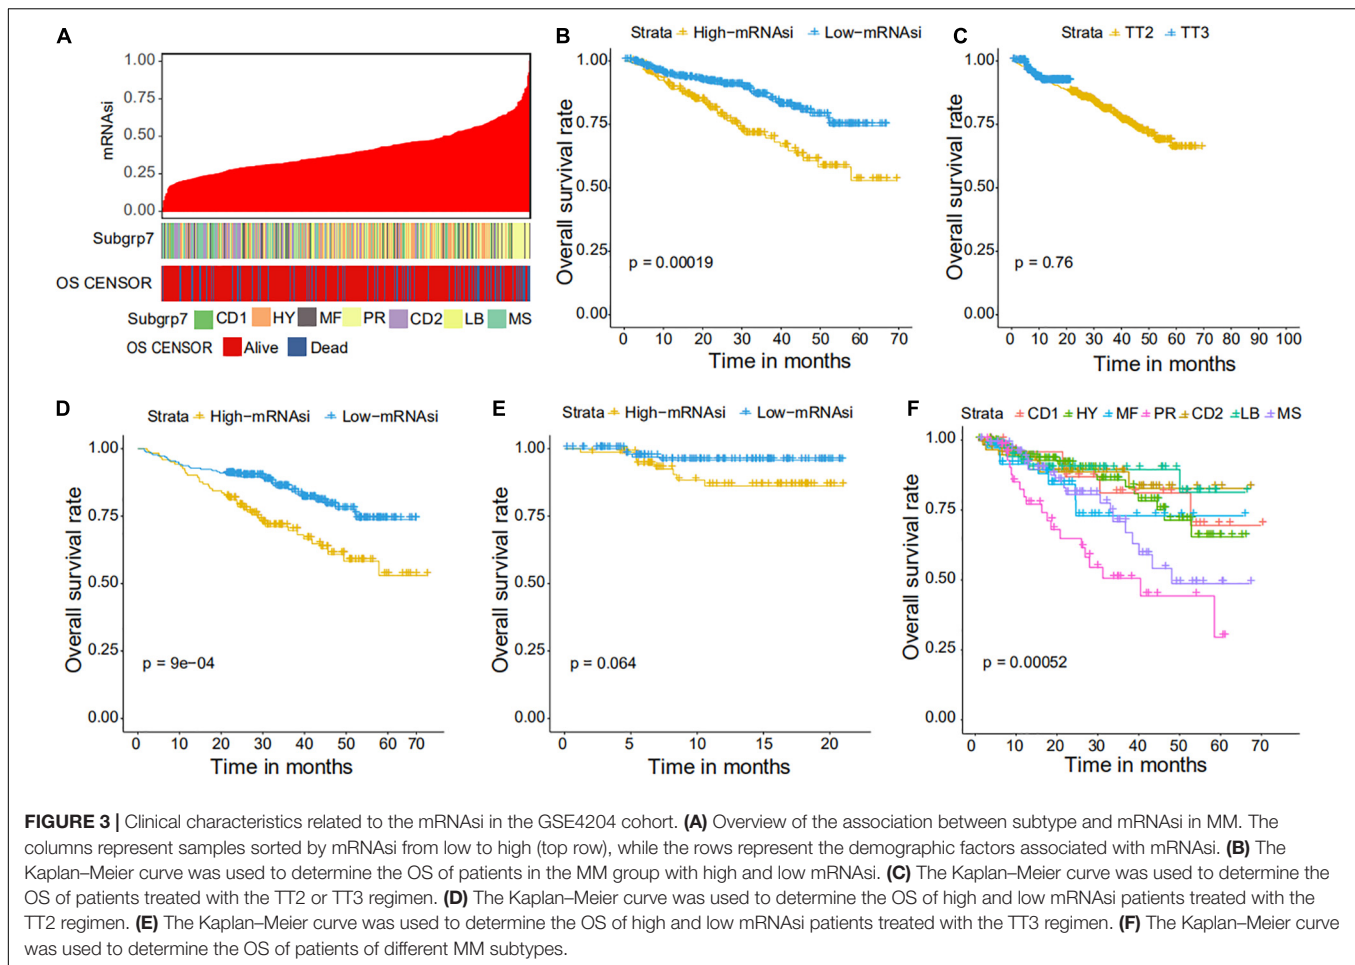 A
mRNAsi
1.00
0.75
0.50
0.25
0.00
Subgrp7
OS CENSOR
Subgrp7 CD1 HY MF PR CD2 LB MS
OS CENSOR Alive Dead
B
Strata High−mRNAsi Low−mRNAsi
Overall survival rate
1.00
0.75
0.50
0.25
0.00
p = 0.00019
0 10 20 30 40 50 60 70
Time in months
C
Strata TT2 TT3
Overall survival rate
1.00
0.75
0.50
0.25
0.00
p = 0.76
0 10 20 30 40 50 60 70 80 90 100
Time in months
D
Strata High−mRNAsi Low−mRNAsi
Overall survival rate
1.00
0.75
0.50
0.25
0.00
p = 9e−04
0 10 20 30 40 50 60 70
Time in months
E
Strata High−mRNAsi Low−mRNAsi
Overall survival rate
1.00
0.75
0.50
0.25
0.00
p = 0.064
0 5 10 15 20
Time in months
F
Strata CD1 HY MF PR CD2 LB MS
Overall survival rate
1.00
0.75
0.50
0.25
0.00
p = 0.00052
0 10 20 30 40 50 60 70
Time in months
FIGURE 3 | Clinical characteristics related to the mRNAsi in the GSE4204 cohort. (A) Overview of the association between subtype and mRNAsi in MM. The
columns represent samples sorted by mRNAsi from low to high (top row), while the rows represent the demographic factors associated with mRNAsi. (B) The
Kaplan–Meier curve was used to determine the OS of patients in the MM group with high and low mRNAsi. (C) The Kaplan–Meier curve was used to determine the
OS of patients treated with the TT2 or TT3 regimen. (D) The Kaplan–Meier curve was used to determine the OS of high and low mRNAsi patients treated with the
TT2 regimen. (E) The Kaplan–Meier curve was used to determine the OS of high and low mRNAsi patients treated with the TT3 regimen. (F) The Kaplan–Meier curve
was used to determine the OS of patients of different MM subtypes.